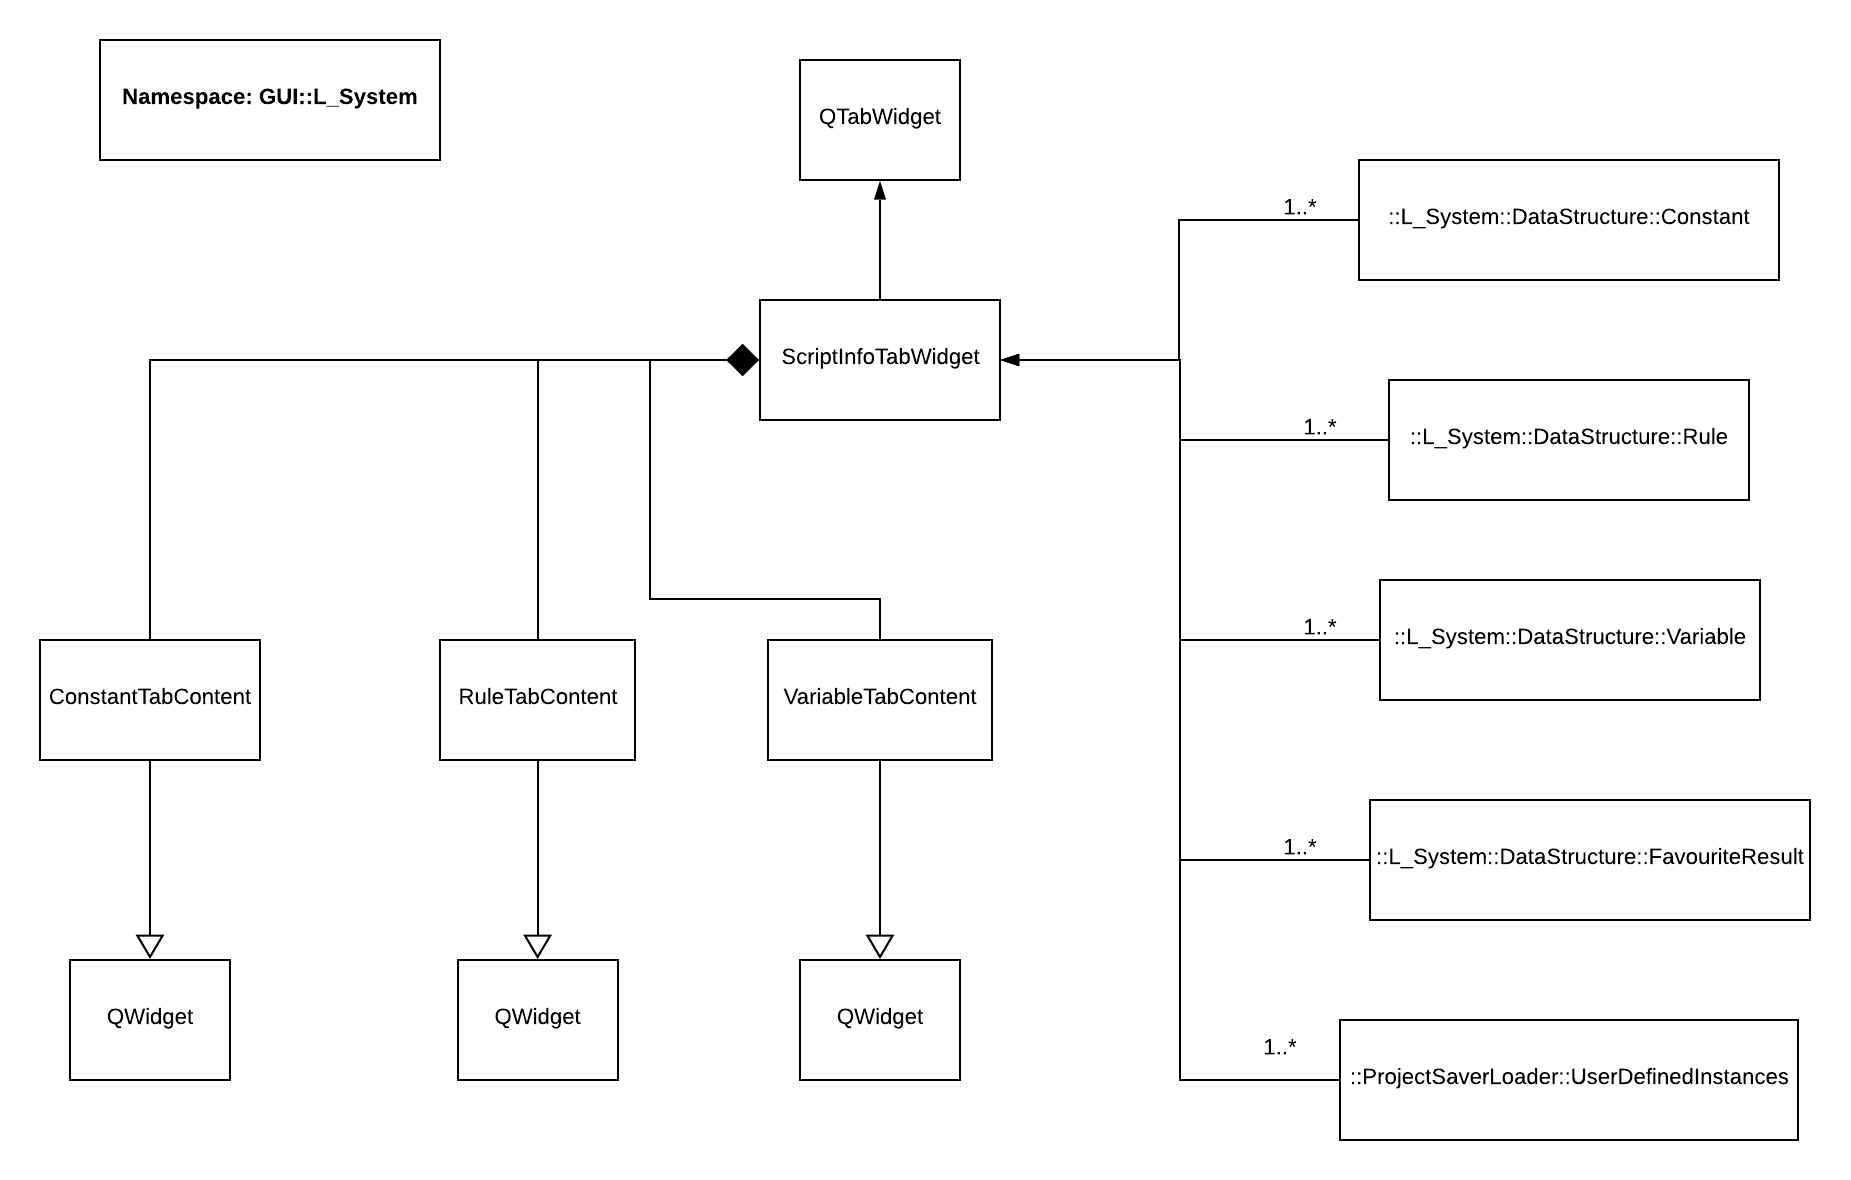 Namespace: GUI::L_System
QTabWidget
1..*
::L_System::DataStructure::Constant
ScriptInfoTabWidget
1..*
::L_System::DataStructure::Rule
1..*
::L_System::DataStructure::Variable
ConstantTabContent
RuleTabContent
VariableTabContent
1..*
::L_System::DataStructure::FavouriteResult
QWidget
QWidget
QWidget
1..*
::ProjectSaverLoader::UserDefinedInstances